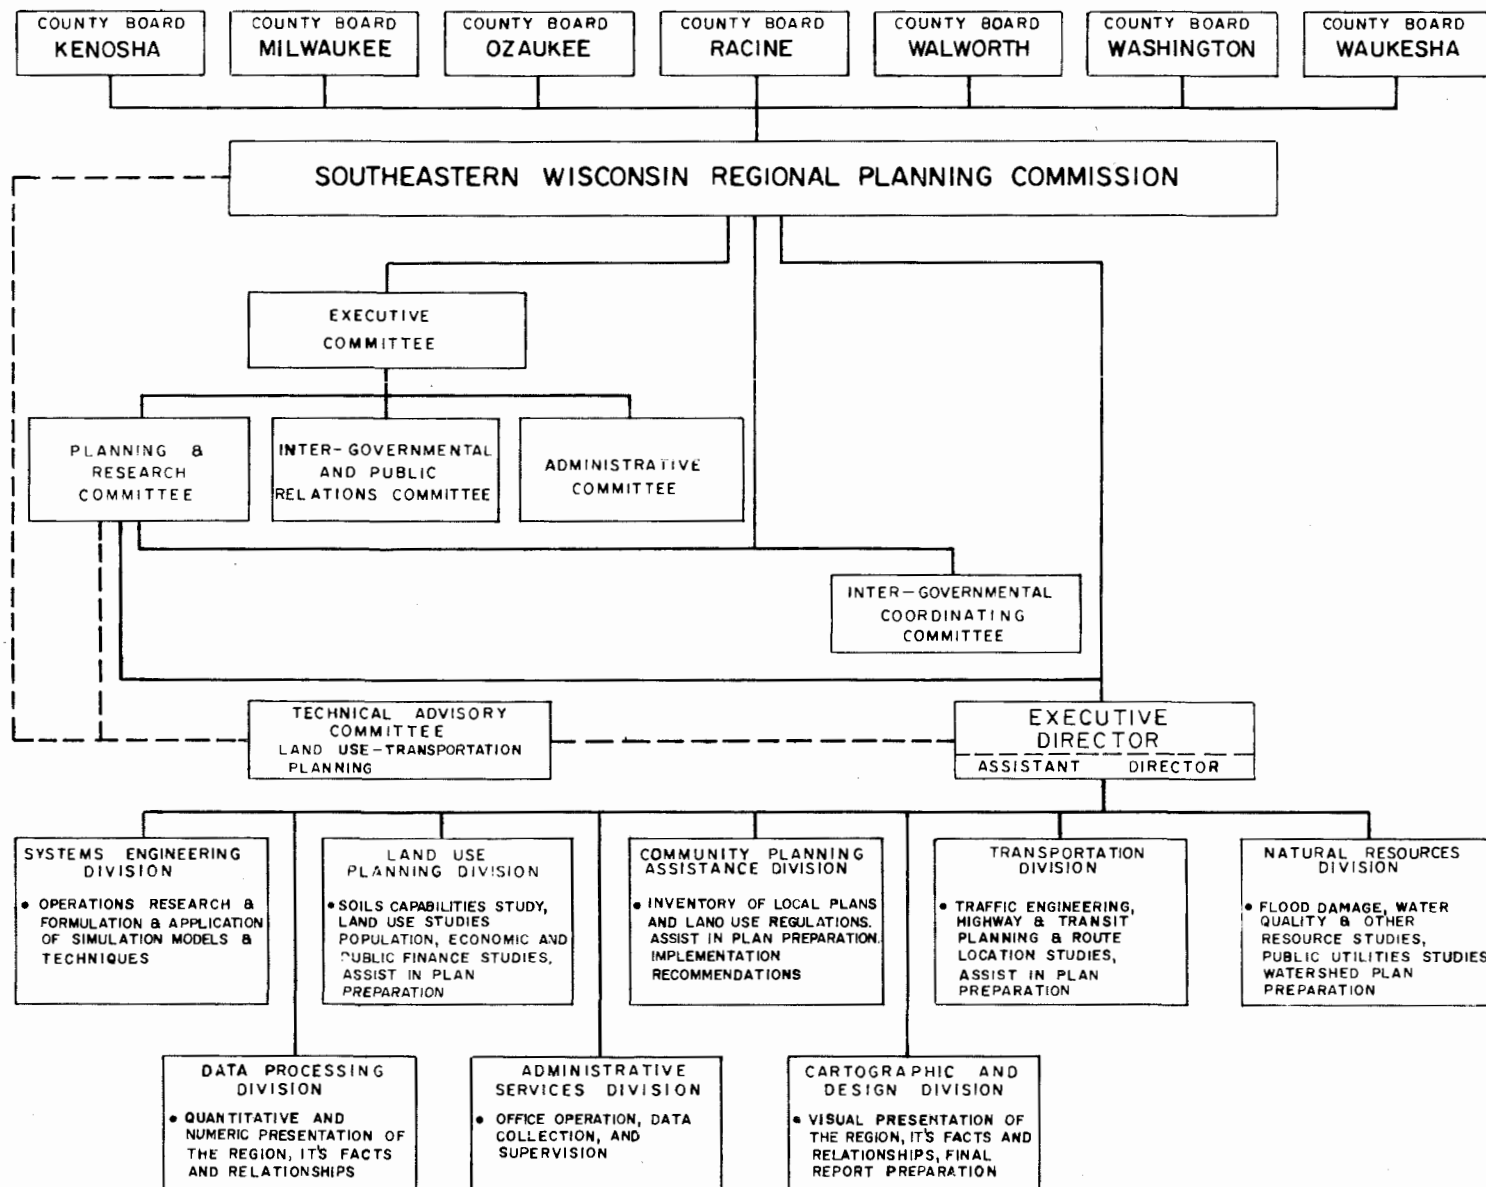 COUNTY BOARD
KENOSHA
COUNTY BOARD
MILWAUKEE
COUNTY BOARD
OZAUKEE
COUNTY BOARD
RACINE
COUNTY BOARD
WALWORTH
COUNTY BOARD
WASHINGTON
COUNTY BOARD
WAUKESHA
SOUTHEASTERN WISCONSIN REGIONAL PLANNING COMMISSION
EXECUTIVE
COMMITTEE
PLANNING &
RESEARCH
COMMITTEE
INTER-GOVERNMENTAL
AND PUBLIC
RELATIONS COMMITTEE
ADMINISTRATIVE
COMMITTEE
INTER-GOVERNMENTAL
COORDINATING
COMMITTEE
TECHNICAL ADVISORY
COMMITTEE
LAND USE-TRANSPORTATION
PLANNING
EXECUTIVE
DIRECTOR
ASSISTANT DIRECTOR
SYSTEMS ENGINEERING
DIVISION
• OPERATIONS RESEARCH &
FORMULATION & APPLICATION
OF SIMULATION MODELS &
TECHNIQUES
LAND USE
PLANNING DIVISION
• SOILS CAPABILITIES STUDY,
LAND USE STUDIES
POPULATION, ECONOMIC AND
PUBLIC FINANCE STUDIES,
ASSIST IN PLAN
PREPARATION
COMMUNITY PLANNING
ASSISTANCE DIVISION
• INVENTORY OF LOCAL PLANS
AND LAND USE REGULATIONS.
ASSIST IN PLAN PREPARATION.
IMPLEMENTATION
RECOMMENDATIONS
TRANSPORTATION
DIVISION
• TRAFFIC ENGINEERING,
HIGHWAY & TRANSIT
PLANNING & ROUTE
LOCATION STUDIES,
ASSIST IN PLAN
PREPARATION
NATURAL RESOURCES
DIVISION
• FLOOD DAMAGE, WATER
QUALITY & OTHER
RESOURCE STUDIES,
PUBLIC UTILITIES STUDIES
WATERSHED PLAN
PREPARATION
DATA PROCESSING
DIVISION
• QUANTITATIVE AND
NUMERIC PRESENTATION OF
THE REGION, IT'S FACTS
AND RELATIONSHIPS
ADMINISTRATIVE
SERVICES DIVISION
• OFFICE OPERATION, DATA
COLLECTION, AND
SUPERVISION
CARTOGRAPHIC AND
DESIGN DIVISION
• VISUAL PRESENTATION OF
THE REGION, IT'S FACTS AND
RELATIONSHIPS, FINAL
REPORT PREPARATION